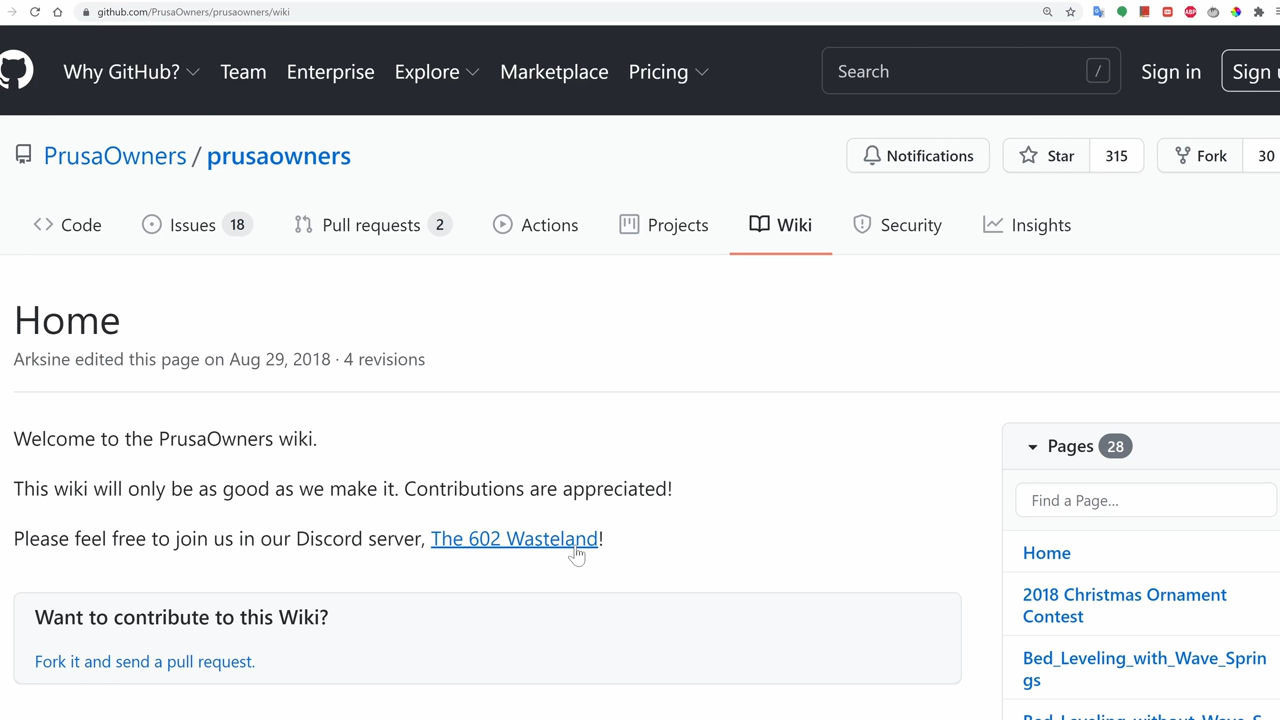 github.com/PrusaOwners/prusaowners/wiki
Why GitHub? Team Enterprise Explore Marketplace Pricing Search / Sign in Sign
PrusaOwners / prusaowners Notifications Star 315 Fork 30
Code Issues 18 Pull requests 2 Actions Projects Wiki Security Insights
Home
Arksine edited this page on Aug 29, 2018 · 4 revisions
Welcome to the PrusaOwners wiki.
This wiki will only be as good as we make it. Contributions are appreciated!
Please feel free to join us in our Discord server, The 602 Wasteland!
Want to contribute to this Wiki?
Fork it and send a pull request.
Pages 28
Find a Page...
Home
2018 Christmas Ornament
Contest
Bed_Leveling_with_Wave_Sprin
gs